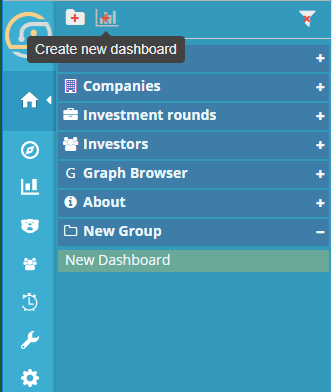 Create new dashboard
Companies
Investment rounds
Investors
G Graph Browser
About
New Group
New Dashboard